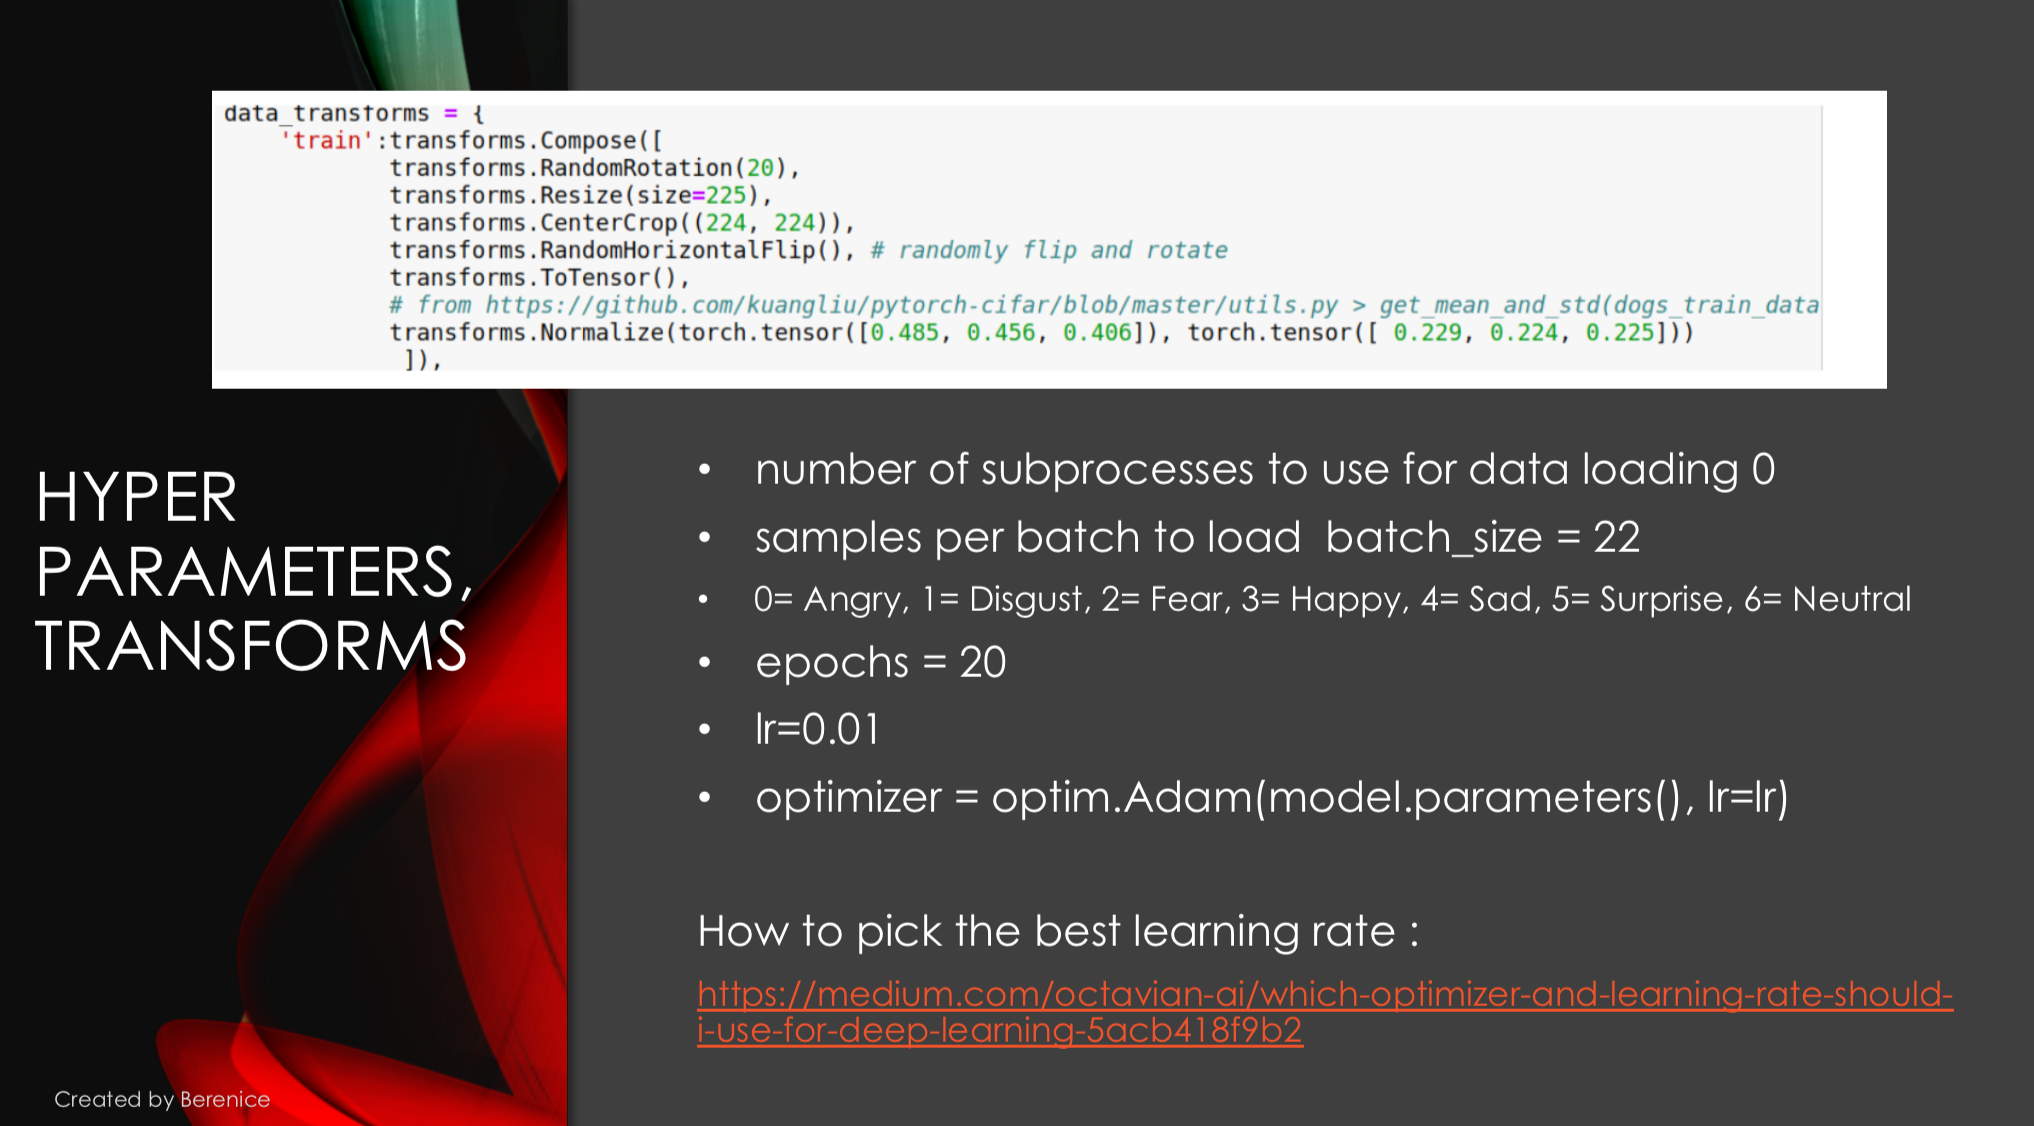 data_transforms = {
'train':transforms.Compose([
transforms.RandomRotation(20),
transforms.Resize(size=225),
transforms.CenterCrop((224, 224)),
transforms.RandomHorizontalFlip(), # randomly flip and rotate
transforms.ToTensor(),
# from https://github.com/kuangliu/pytorch-cifar/blob/master/utils.py > get_mean_and_std(dogs_train_data
transforms.Normalize(torch.tensor([0.485, 0.456, 0.406]), torch.tensor([ 0.229, 0.224, 0.225]))
]),
HYPER
PARAMETERS,
TRANSFORMS
• number of subprocesses to use for data loading 0
• samples per batch to load  batch_size = 22
• 0= Angry, 1= Disgust, 2= Fear, 3= Happy, 4= Sad, 5= Surprise, 6= Neutral
• epochs = 20
• lr=0.01
• optimizer = optim.Adam(model.parameters(), lr=lr)
How to pick the best learning rate :
https://medium.com/octavian-ai/which-optimizer-and-learning-rate-should-
i-use-for-deep-learning-5acb418f9b2
Created by Berenice